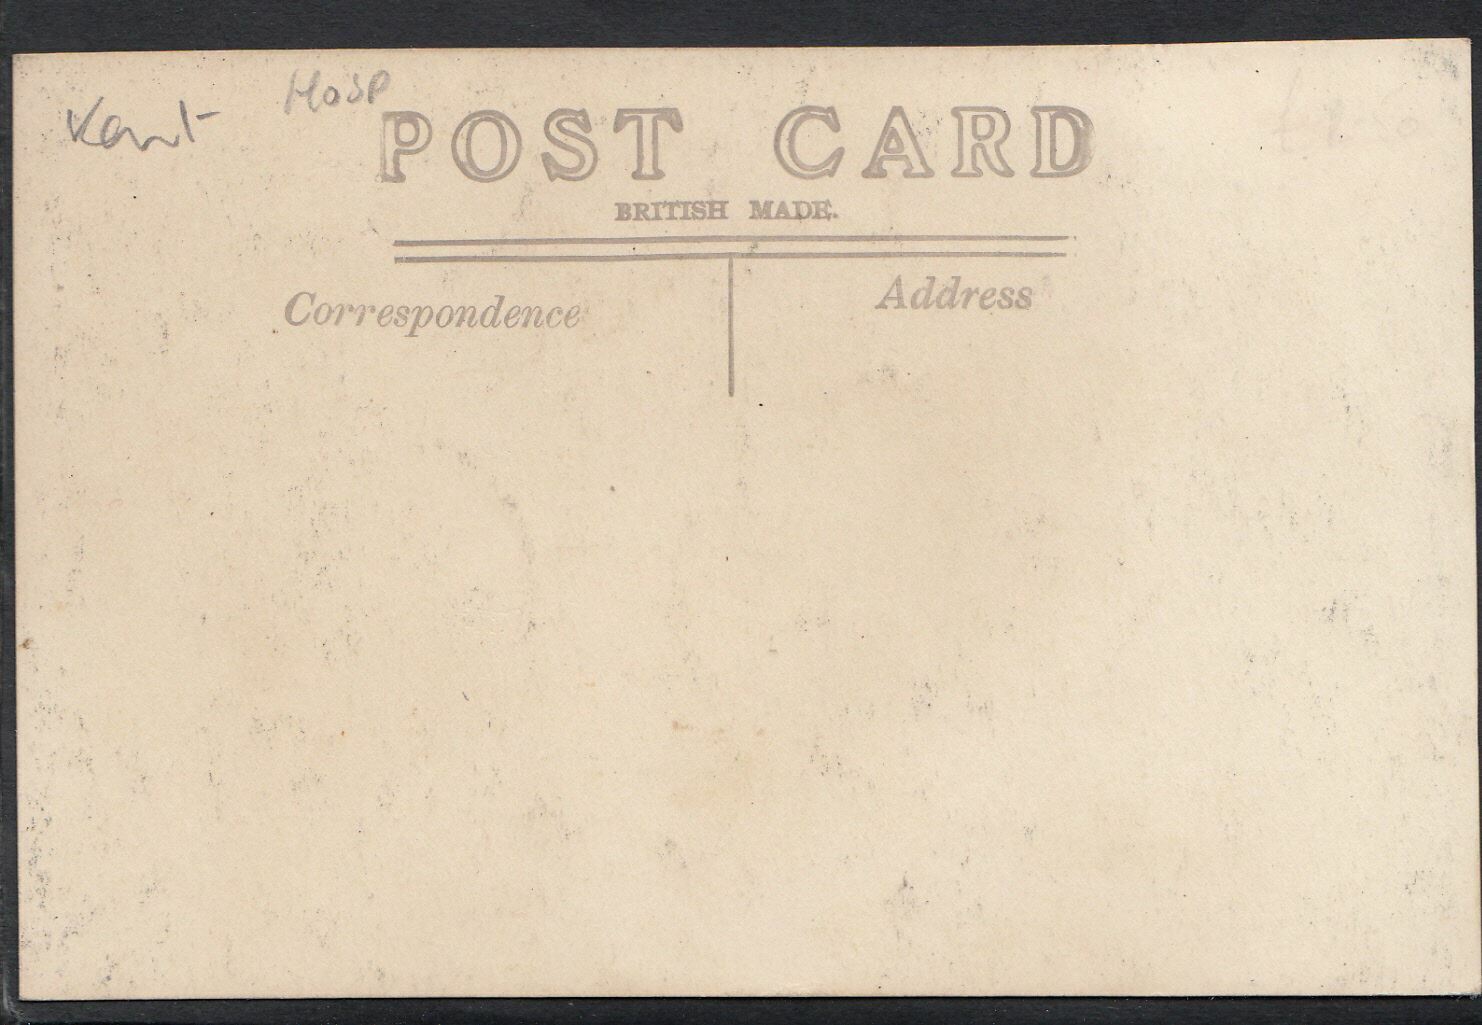 Kent Hosp
POST CARD
BRITISH MADE.
Correspondence Address